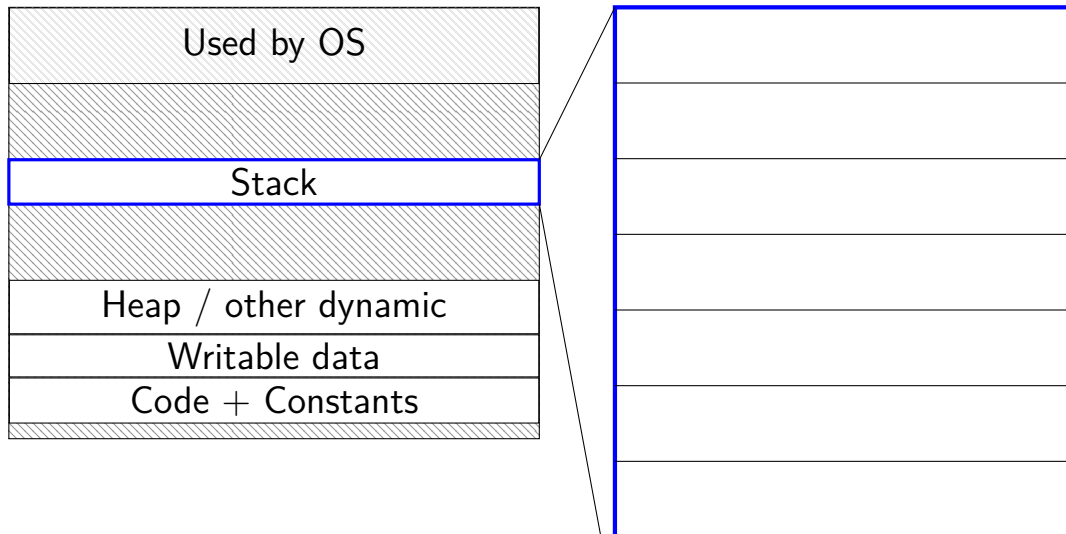 Used by OS
Stack
Heap / other dynamic
Writable data
Code + Constants